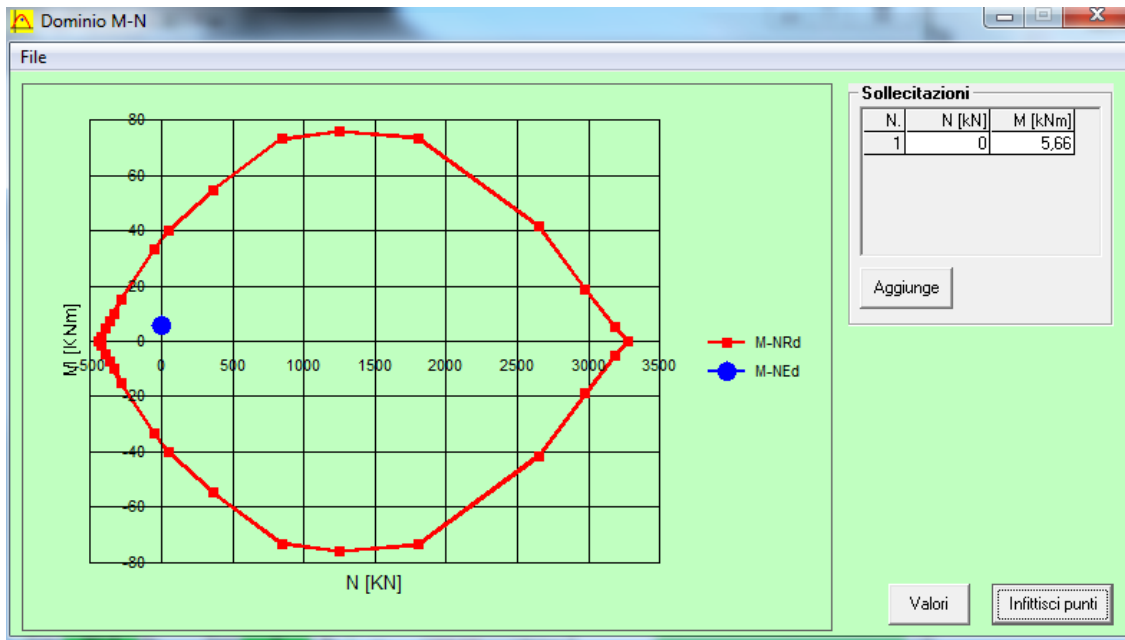 Dominio M-N
File
80
60
40
20
0
-20
-40
-60
-80
-500 0 500 1000 1500 2000 2500 3000 3500
M [KNm]
N [KN]
M-NRd
M-NEd
Sollecitazioni
N. N [kN] M [kNm]
1 0 5,66
Aggiunge
Valori
Infittisci punti